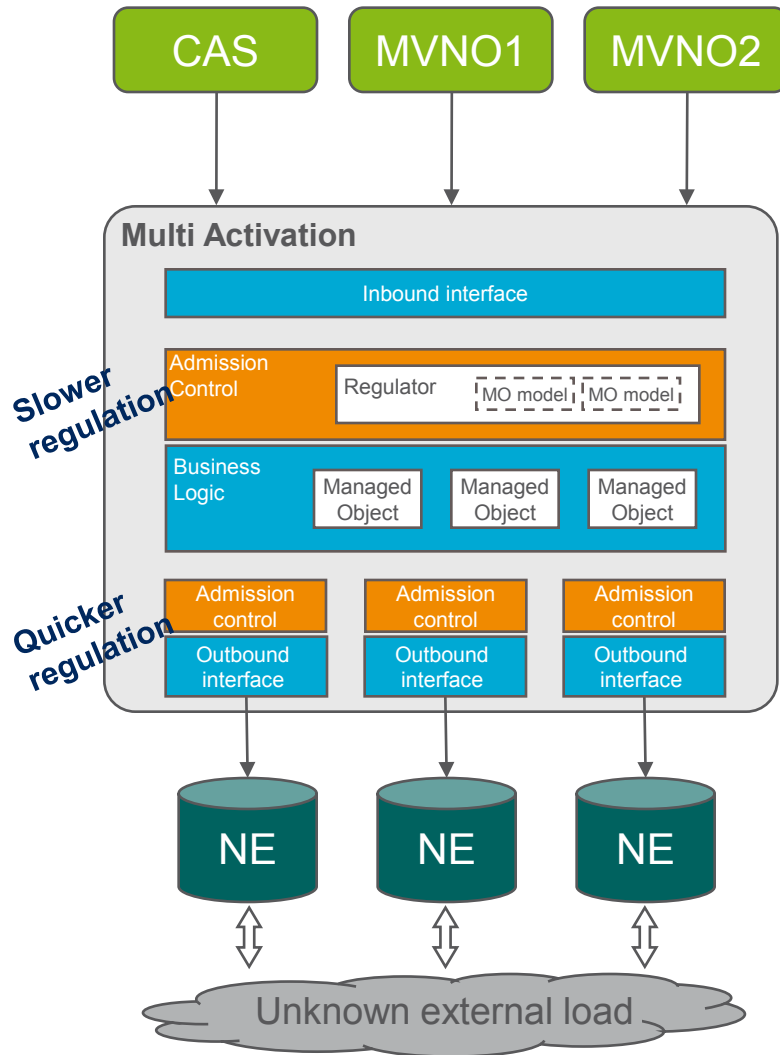 CAS
MVNO1
MVNO2
Multi Activation
Inbound interface
Slower
regulation
Admission
Control
Regulator
MO model
MO model
Business
Logic
Managed
Object
Managed
Object
Managed
Object
Quicker
regulation
Admission
control
Admission
control
Admission
control
Outbound
interface
Outbound
interface
Outbound
interface
NE
NE
NE
Unknown external load